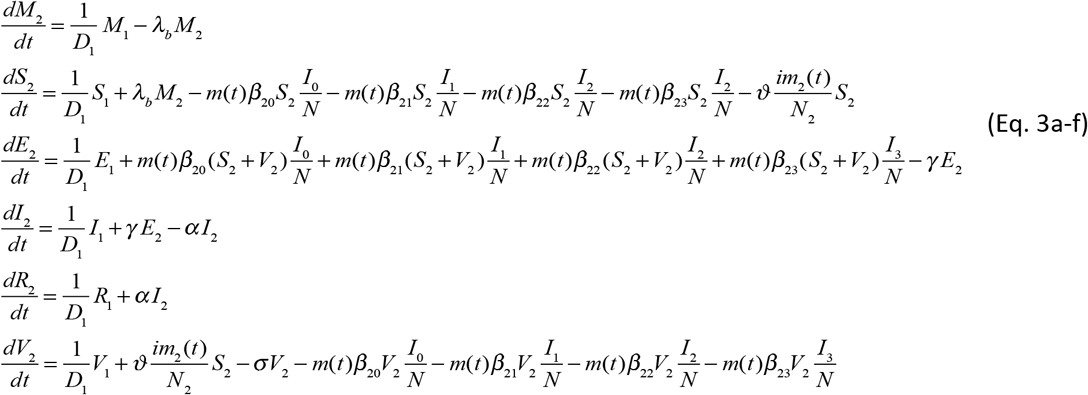 dM₂/dt = 1/D₁ M₁ − λ_b M₂
dS₂/dt = 1/D₁ S₁ + λ_b M₂ − m(t)β₂₀S₂ I₀/N − m(t)β₂₁S₂ I₁/N − m(t)β₂₂S₂ I₂/N − m(t)β₂₃S₂ I₂/N − ϑ im₂(t)/N₂ S₂
(Eq. 3a-f)
dE₂/dt = 1/D₁ E₁ + m(t)β₂₀(S₂ + V₂) I₀/N + m(t)β₂₁(S₂ + V₂) I₁/N + m(t)β₂₂(S₂ + V₂) I₂/N + m(t)β₂₃(S₂ + V₂) I₃/N − γE₂
dI₂/dt = 1/D₁ I₁ + γE₂ − αI₂
dR₂/dt = 1/D₁ R₁ + αI₂
dV₂/dt = 1/D₁ V₁ + ϑ im₂(t)/N₂ S₂ − σV₂ − m(t)β₂₀V₂ I₀/N − m(t)β₂₁V₂ I₁/N − m(t)β₂₂V₂ I₂/N − m(t)β₂₃V₂ I₃/N